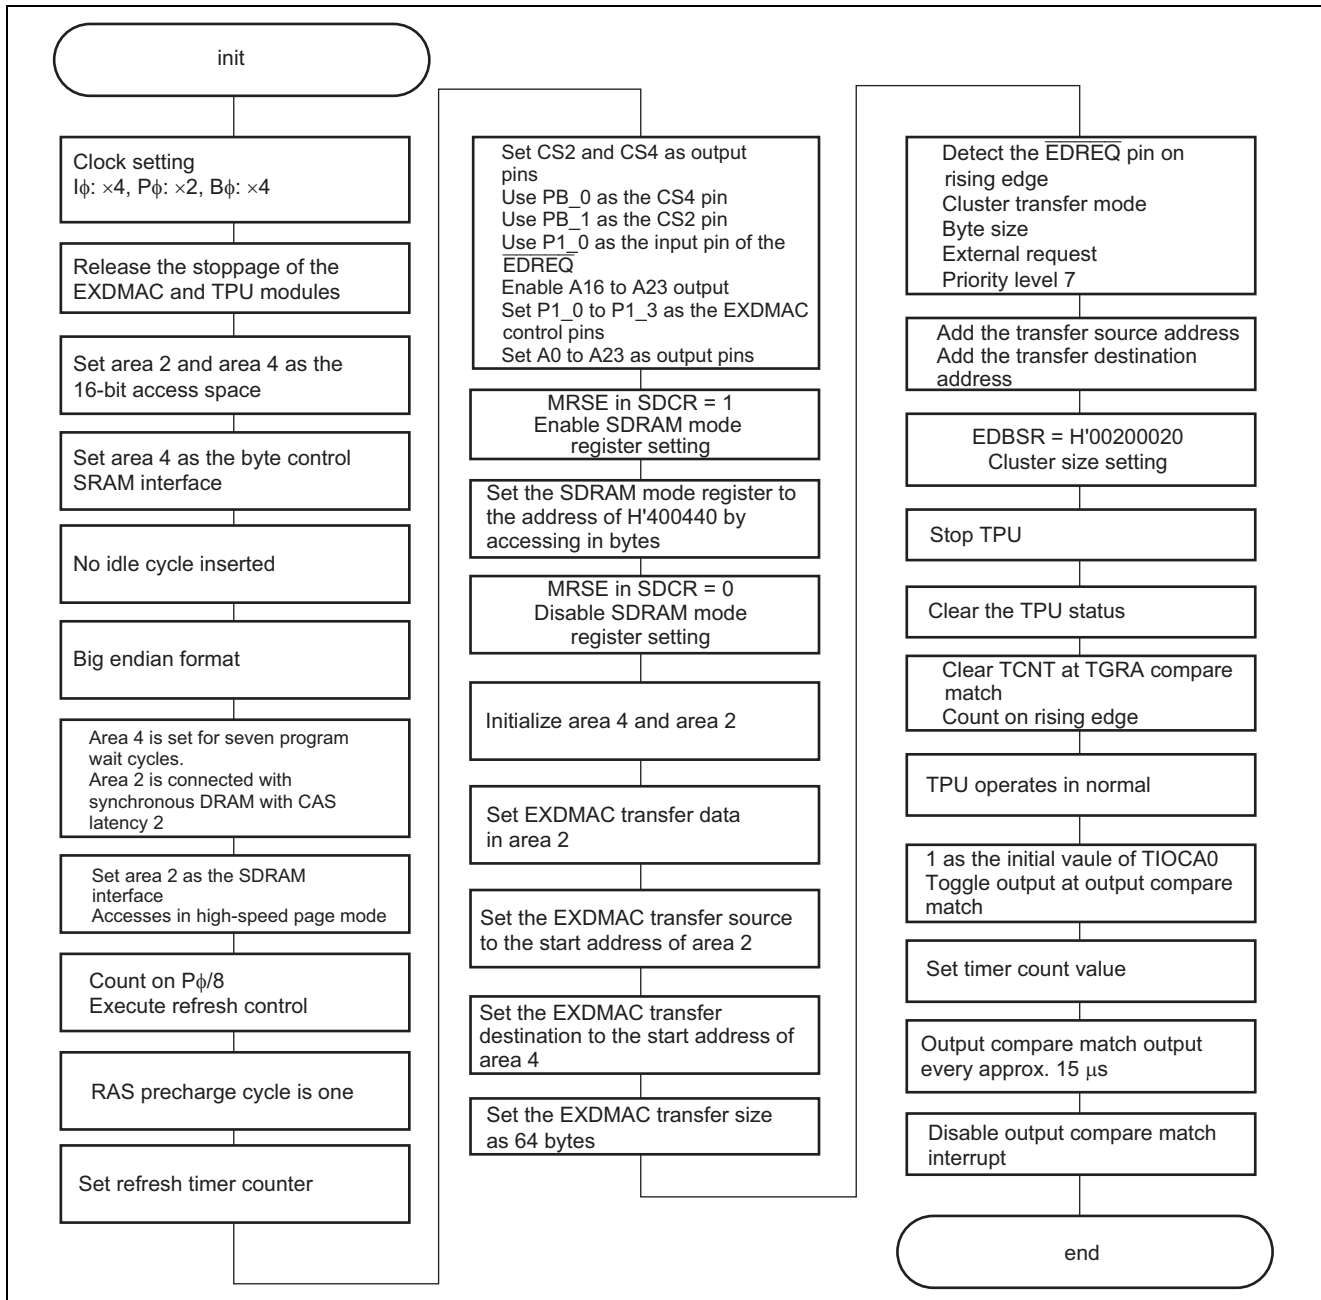 init
Clock setting
Iϕ: ×4, Pϕ: ×2, Bϕ: ×4
Release the stoppage of the
EXDMAC and TPU modules
Set area 2 and area 4 as the
16-bit access space
Set area 4 as the byte control
SRAM interface
No idle cycle inserted
Big endian format
Area 4 is set for seven program
wait cycles.
Area 2 is connected with
synchronous DRAM with CAS
latency 2
Set area 2 as the SDRAM
interface
Accesses in high-speed page mode
Count on Pϕ/8
Execute refresh control
RAS precharge cycle is one
Set refresh timer counter
Set CS2 and CS4 as output
pins
Use PB_0 as the CS4 pin
Use PB_1 as the CS2 pin
Use P1_0 as the input pin of the
EDREQ
Enable A16 to A23 output
Set P1_0 to P1_3 as the EXDMAC
control pins
Set A0 to A23 as output pins
MRSE in SDCR = 1
Enable SDRAM mode
register setting
Set the SDRAM mode register to
the address of H'400440 by
accessing in bytes
MRSE in SDCR = 0
Disable SDRAM mode
register setting
Initialize area 4 and area 2
Set EXDMAC transfer data
in area 2
Set the EXDMAC transfer source
to the start address of area 2
Set the EXDMAC transfer
destination to the start address of
area 4
Set the EXDMAC transfer size
as 64 bytes
Detect the EDREQ pin on
rising edge
Cluster transfer mode
Byte size
External request
Priority level 7
Add the transfer source address
Add the transfer destination
address
EDBSR = H'00200020
Cluster size setting
Stop TPU
Clear the TPU status
Clear TCNT at TGRA compare
match
Count on rising edge
TPU operates in normal
1 as the initial vaule of TIOCA0
Toggle output at output compare
match
Set timer count value
Output compare match output
every approx. 15 μs
Disable output compare match
interrupt
end